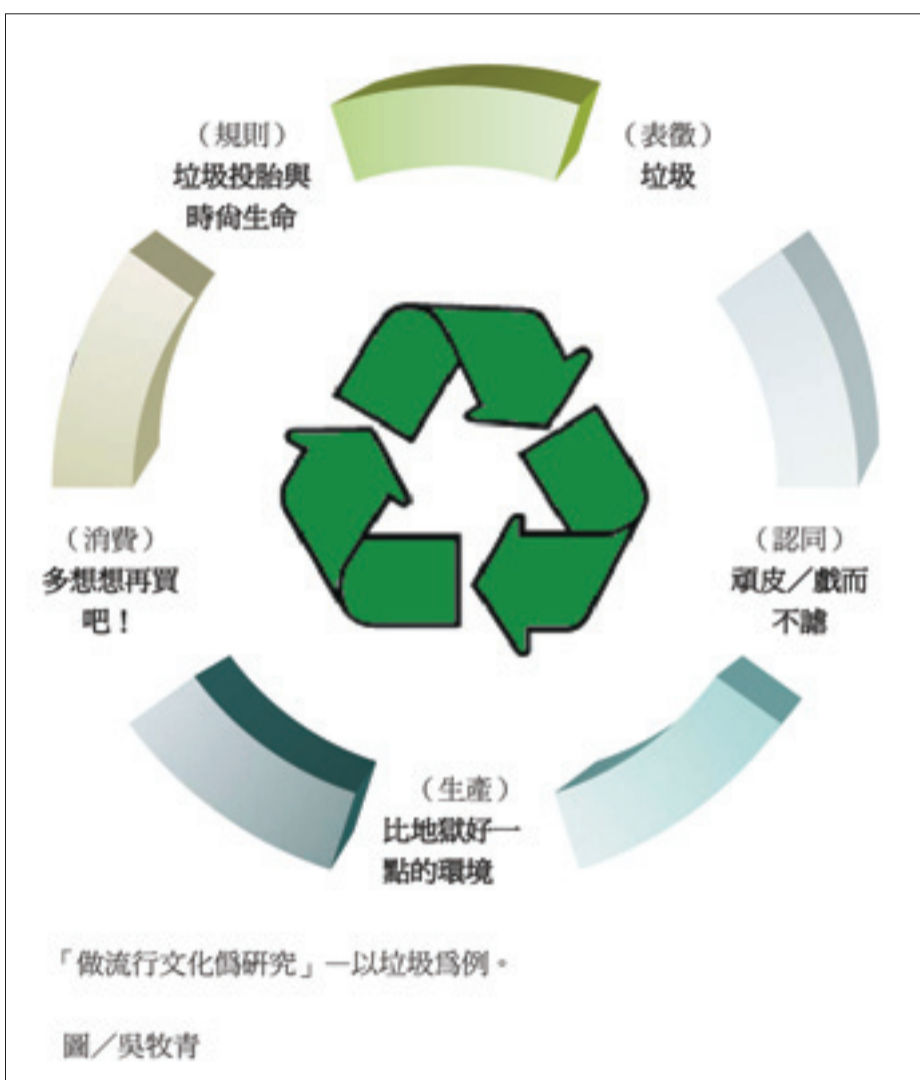 （規則）
垃圾投胎與
時尚生命
（表徵）
垃圾
（認同）
頑皮／戲而
不謔
（生產）
比地獄好一
點的環境
（消費）
多想想再買
吧！
「做流行文化僞研究」—以垃圾爲例。
圖／吳牧青